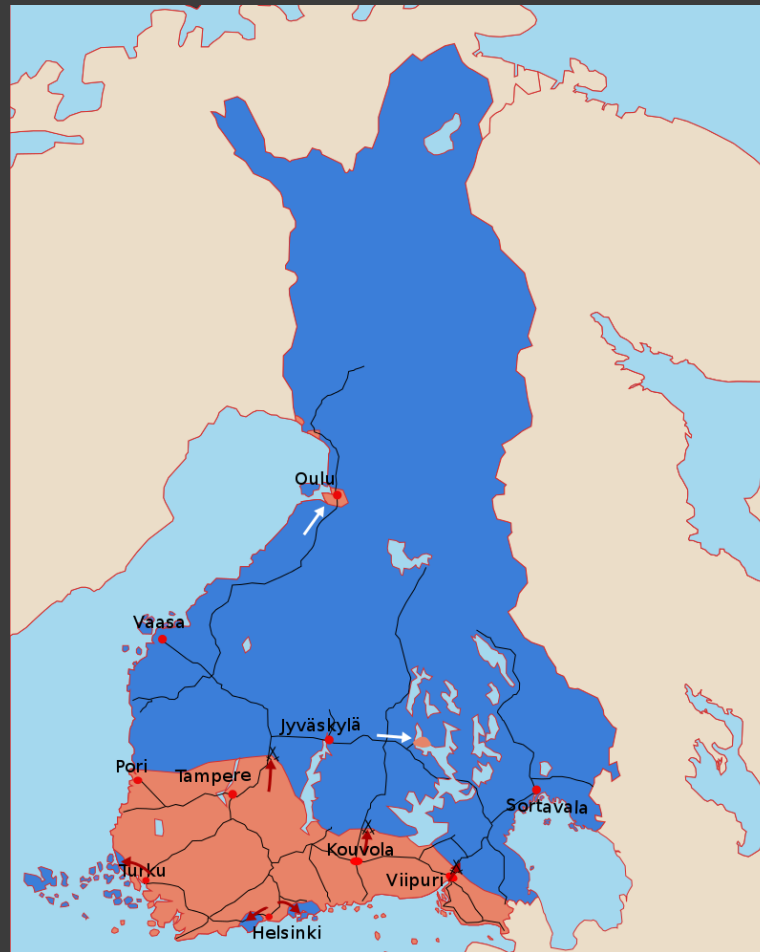 Oulu
Vaasa
Jyväskylä
Pori
Tampere
Sortavala
Kouvola
Turku
Viipuri
Helsinki